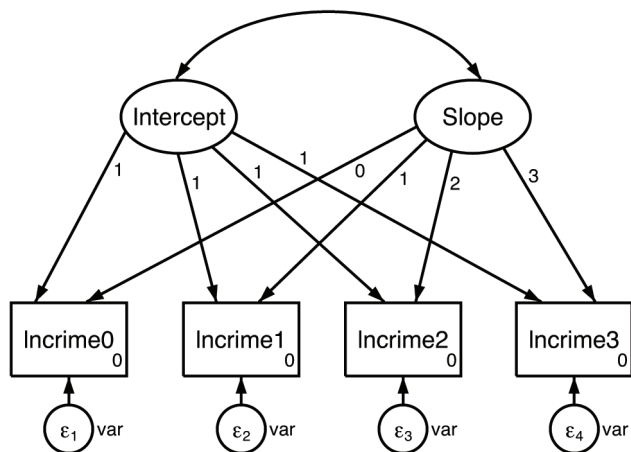 Intercept Slope
1 1 1 1 0 1 2 3
lncrime0 lncrime1 lncrime2 lncrime3
0 0 0 0
ε1 var ε2 var ε3 var ε4 var